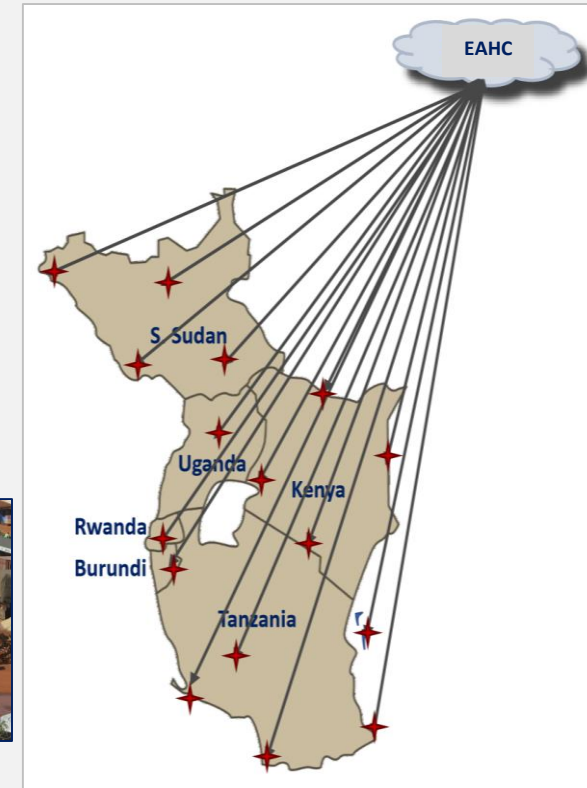 EAHC
S. Sudan
Uganda
Kenya
Rwanda
Burundi
Tanzania